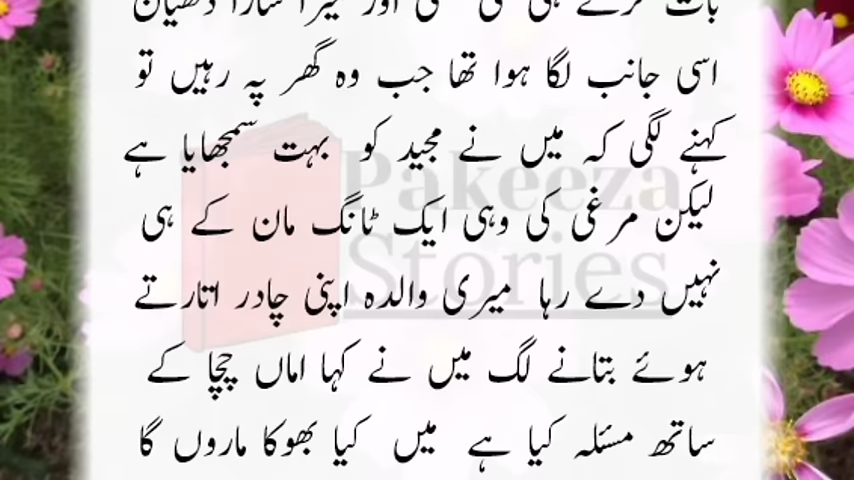 اسی جانب لگا ہوا تھا جب وہ گھر پہ رہیں تو
کہنے لگی کہ میں نے مجید کو بہت سمجھایا ہے
لیکن مرغی کی وہی ایک ٹانگ مان کے ہی
نہیں دے رہا میری والدہ اپنی چادر اتارتے
ہوئے بتانے لگ میں نے کہا اماں چچا کے
ساتھ مسئلہ کیا ہے میں کیا بھوکا ماروں گا
Pakeeza
Stories